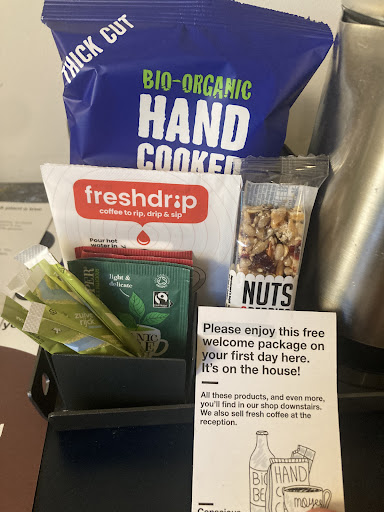 THICK CUT
BIO-ORGANIC
HAND
COOKED
freshdrip
coffee to rip, drip & sip
Pour hot
water in
light &
delicate
NUTS
Please enjoy this free
welcome package on
your first day here.
It's on the house!
All these products, and even more,
you'll find in our shop downstairs.
We also sell fresh coffee at the
reception.
HAND